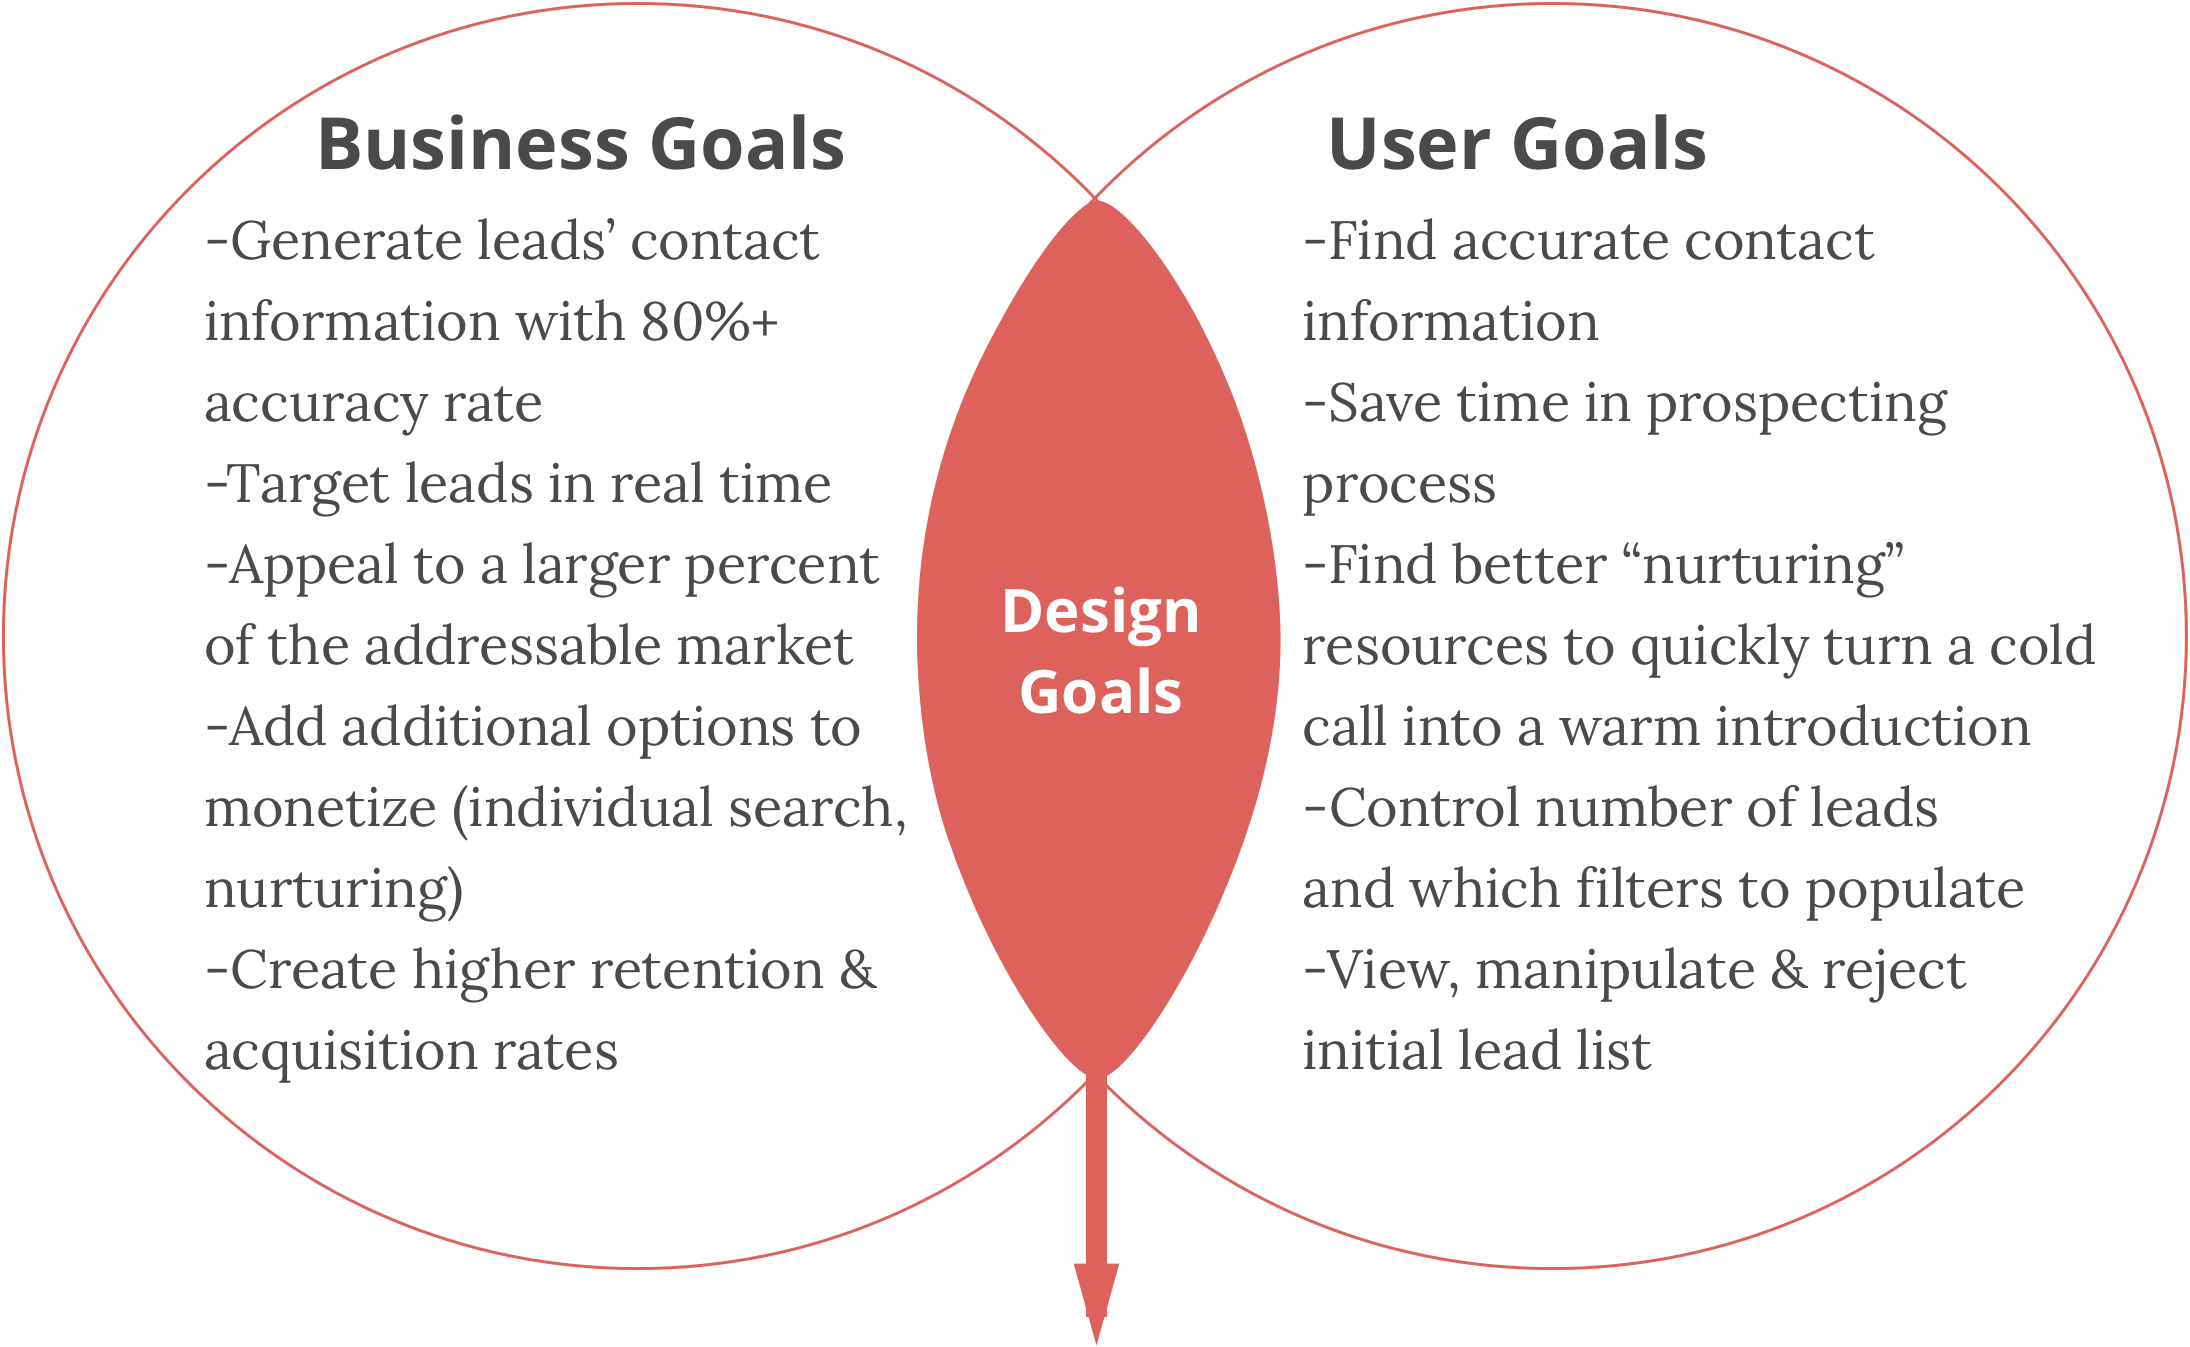 Business Goals
-Generate leads’ contact
information with 80%+
accuracy rate
-Target leads in real time
-Appeal to a larger percent
of the addressable market
-Add additional options to
monetize (individual search,
nurturing)
-Create higher retention &
acquisition rates
Design
Goals
User Goals
-Find accurate contact
information
-Save time in prospecting
process
-Find better “nurturing”
resources to quickly turn a cold
call into a warm introduction
-Control number of leads
and which filters to populate
-View, manipulate & reject
initial lead list